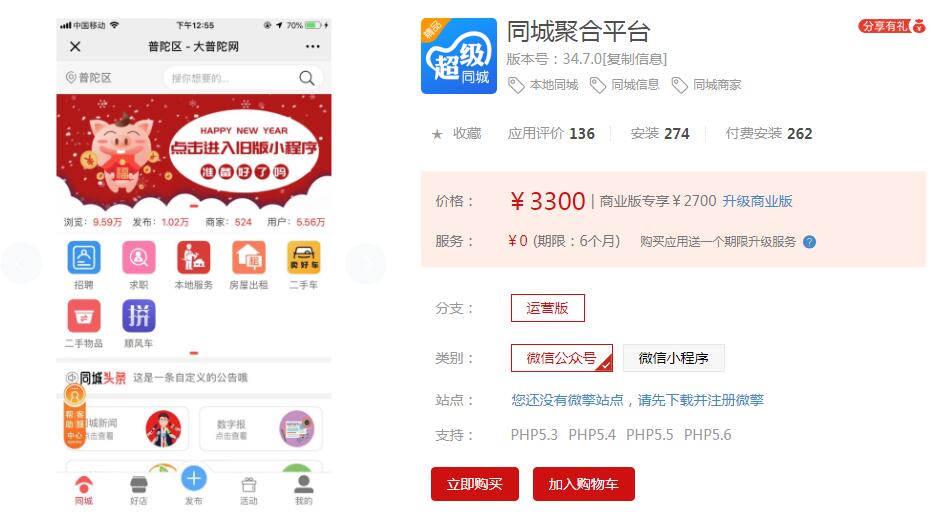 中国移动
下午12:55
70%
普陀区 - 大普陀网
普陀区
搜你想要的...
HAPPY NEW YEAR
点击进入旧版小程序
准备好了吗
福
浏览：9.59万 发布：1.02万 商家：524 用户：5.56万
招聘 求职 本地服务 房屋出租 二手车
卖好车
拼
二手物品 顺风车
同城头条 这是一条自定义的公告哦
帮客
助服
中心
同城新闻
点击查看
数字报
点击查看
同城 好店 发布 活动 我的
精品
超级
同城
同城聚合平台
分享有礼
版本号：34.7.0[复制信息]
本地同城 同城信息 同城商家
★ 收藏 应用评价 136 安装 274 付费安装 262
价格： ¥3300 | 商业版专享¥2700 升级商业版
服务： ¥0 (期限：6个月) 购买应用送一个期限升级服务 ?
分支： 运营版
类别： 微信公众号 微信小程序
站点： 您还没有微擎站点，请先下载并注册微擎
支持： PHP5.3 PHP5.4 PHP5.5 PHP5.6
立即购买 加入购物车